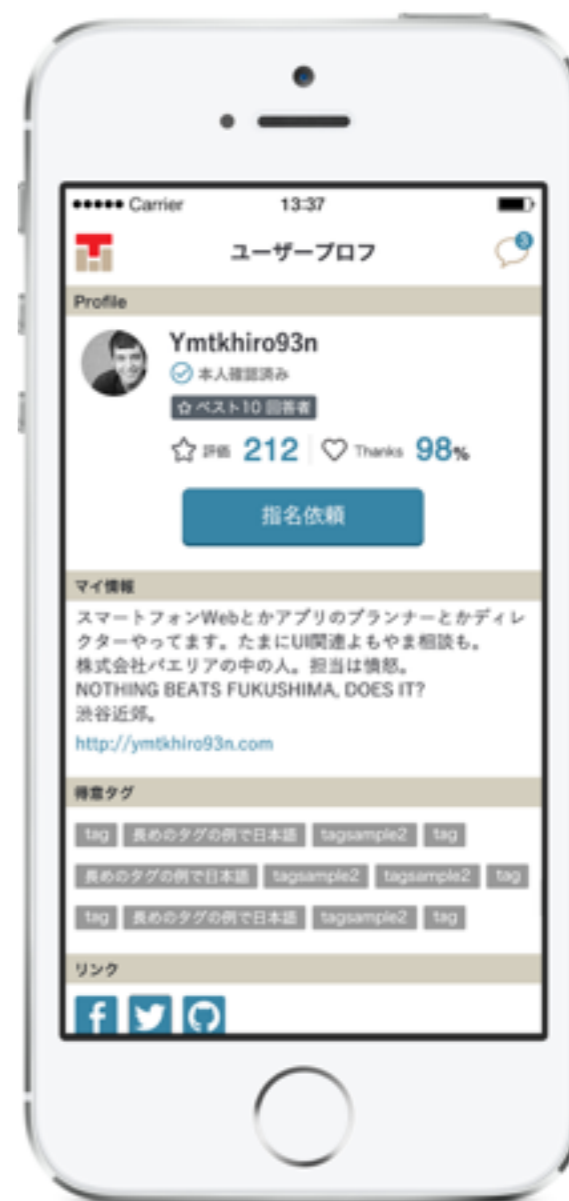 Carrier 13:37
ユーザープロフ
3
Profile
Ymtkhiro93n
本人確認済み
ベスト10 回答者
評価 212 Thanks 98%
指名依頼
マイ情報
スマートフォンWebとかアプリのプランナーとかディレ
クターやってます。たまにUI関連よもやま相談も。
株式会社パエリアの中の人。担当は憤怒。
NOTHING BEATS FUKUSHIMA, DOES IT?
渋谷近郊。
http://ymtkhiro93n.com
得意タグ
tag 長めのタグの例で日本語 tagsample2 tag
長めのタグの例で日本語 tagsample2 tagsample2 tag
tag 長めのタグの例で日本語 tagsample2 tag
リンク